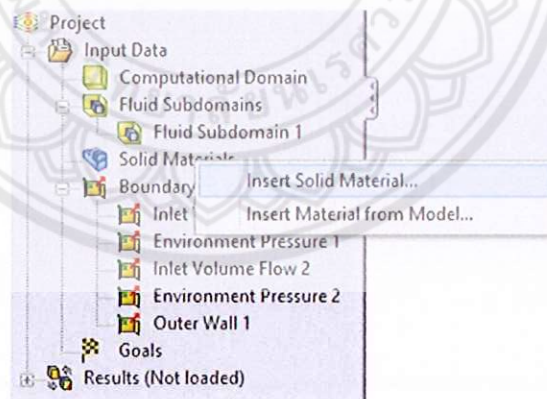 Project
Input Data
Computational Domain
Fluid Subdomains
Fluid Subdomain 1
Solid Materials
Insert Solid Material...
Boundary
Inlet
Insert Material from Model...
Environment Pressure 1
Inlet Volume Flow 2
Environment Pressure 2
Outer Wall 1
Goals
Results (Not loaded)